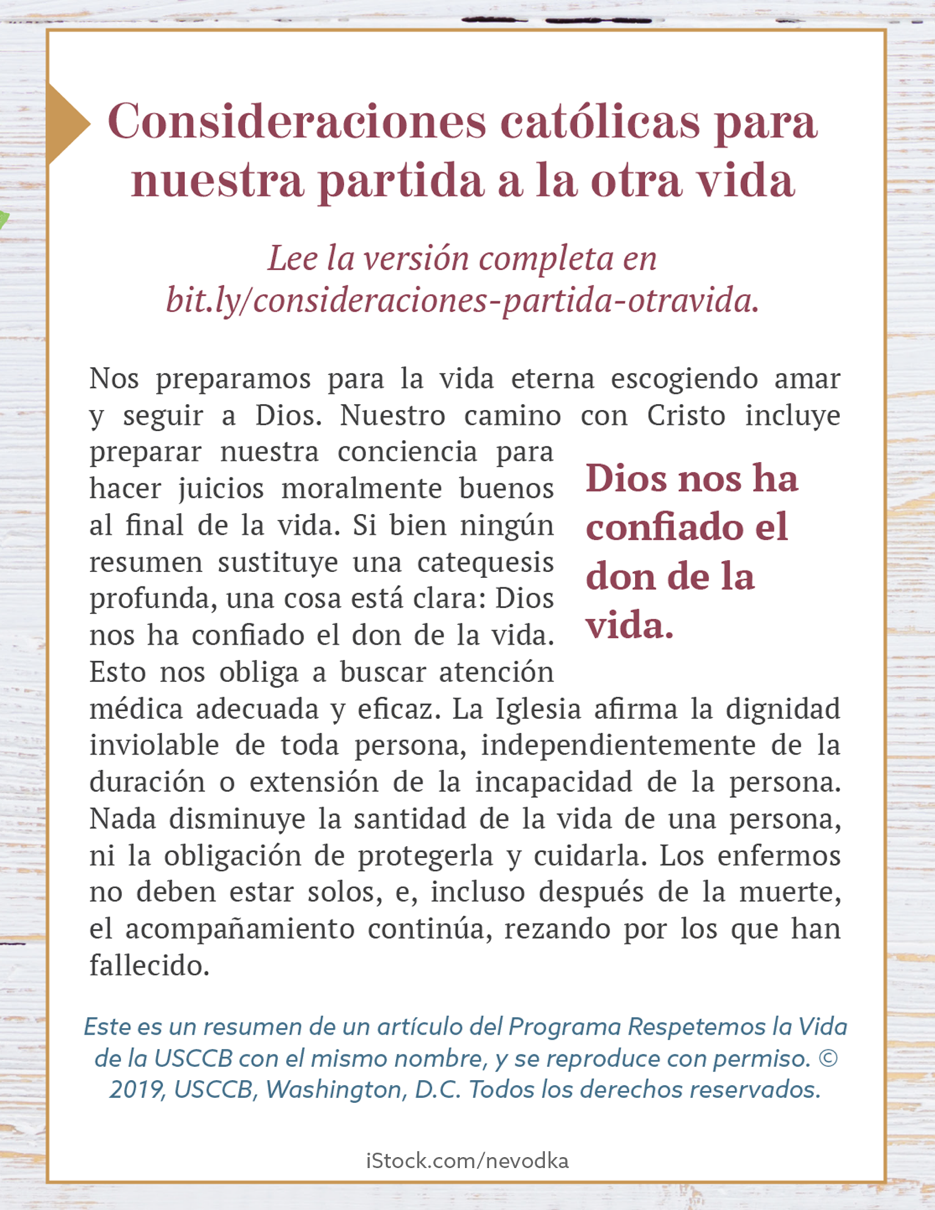 Consideraciones católicas para
nuestra partida a la otra vida
Lee la versión completa en
bit.ly/consideraciones-partida-otravida.
Nos preparamos para la vida eterna escogiendo amar
y seguir a Dios. Nuestro camino con Cristo incluye
preparar nuestra conciencia para
hacer juicios moralmente buenos
al final de la vida. Si bien ningún
resumen sustituye una catequesis
profunda, una cosa está clara: Dios
nos ha confiado el don de la vida.
Esto nos obliga a buscar atención
médica adecuada y eficaz. La Iglesia afirma la dignidad
inviolable de toda persona, independientemente de la
duración o extensión de la incapacidad de la persona.
Nada disminuye la santidad de la vida de una persona,
ni la obligación de protegerla y cuidarla. Los enfermos
no deben estar solos, e, incluso después de la muerte,
el acompañamiento continúa, rezando por los que han
fallecido.
Dios nos ha
confiado el
don de la
vida.
Este es un resumen de un artículo del Programa Respetemos la Vida
de la USCCB con el mismo nombre, y se reproduce con permiso. ©
2019, USCCB, Washington, D.C. Todos los derechos reservados.
iStock.com/nevodka